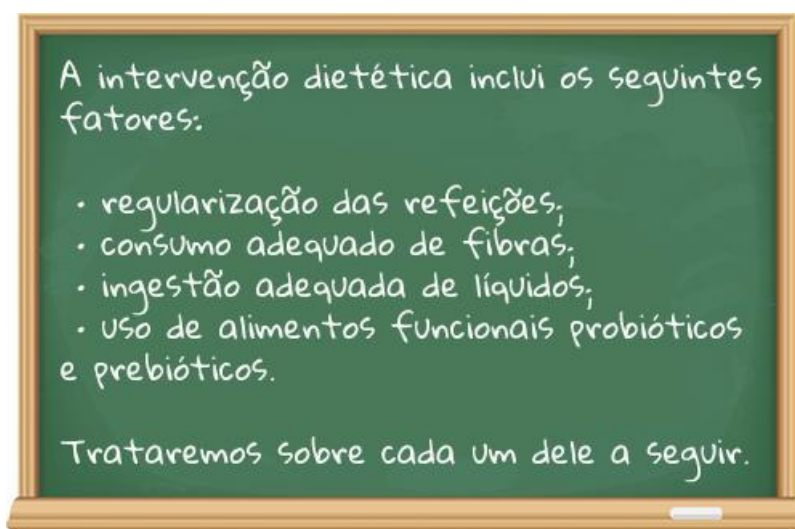 A intervenção dietética inclui os seguintes
fatores:
• regularização das refeições;
• consumo adequado de fibras;
• ingestão adequada de líquidos;
• uso de alimentos funcionais probióticos
e prebióticos.
Trataremos sobre cada um dele a seguir.